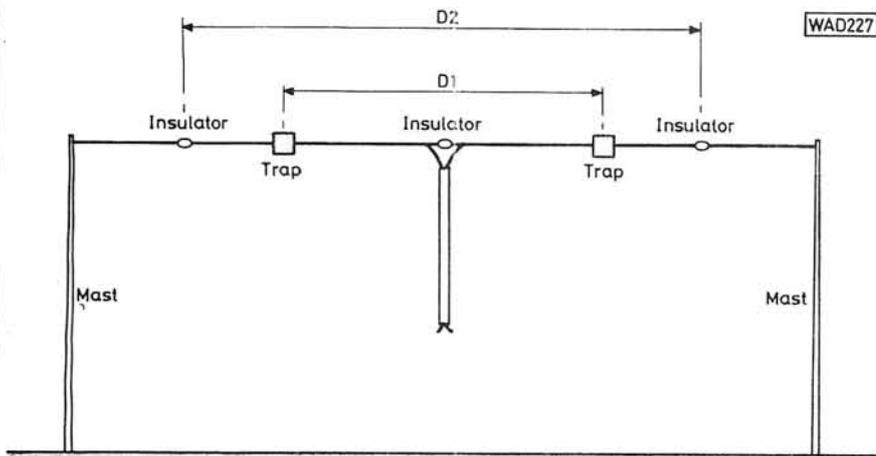 D2
WAD227
D1
Insulator Insulator Insulator
Trap Trap
Mast Mast